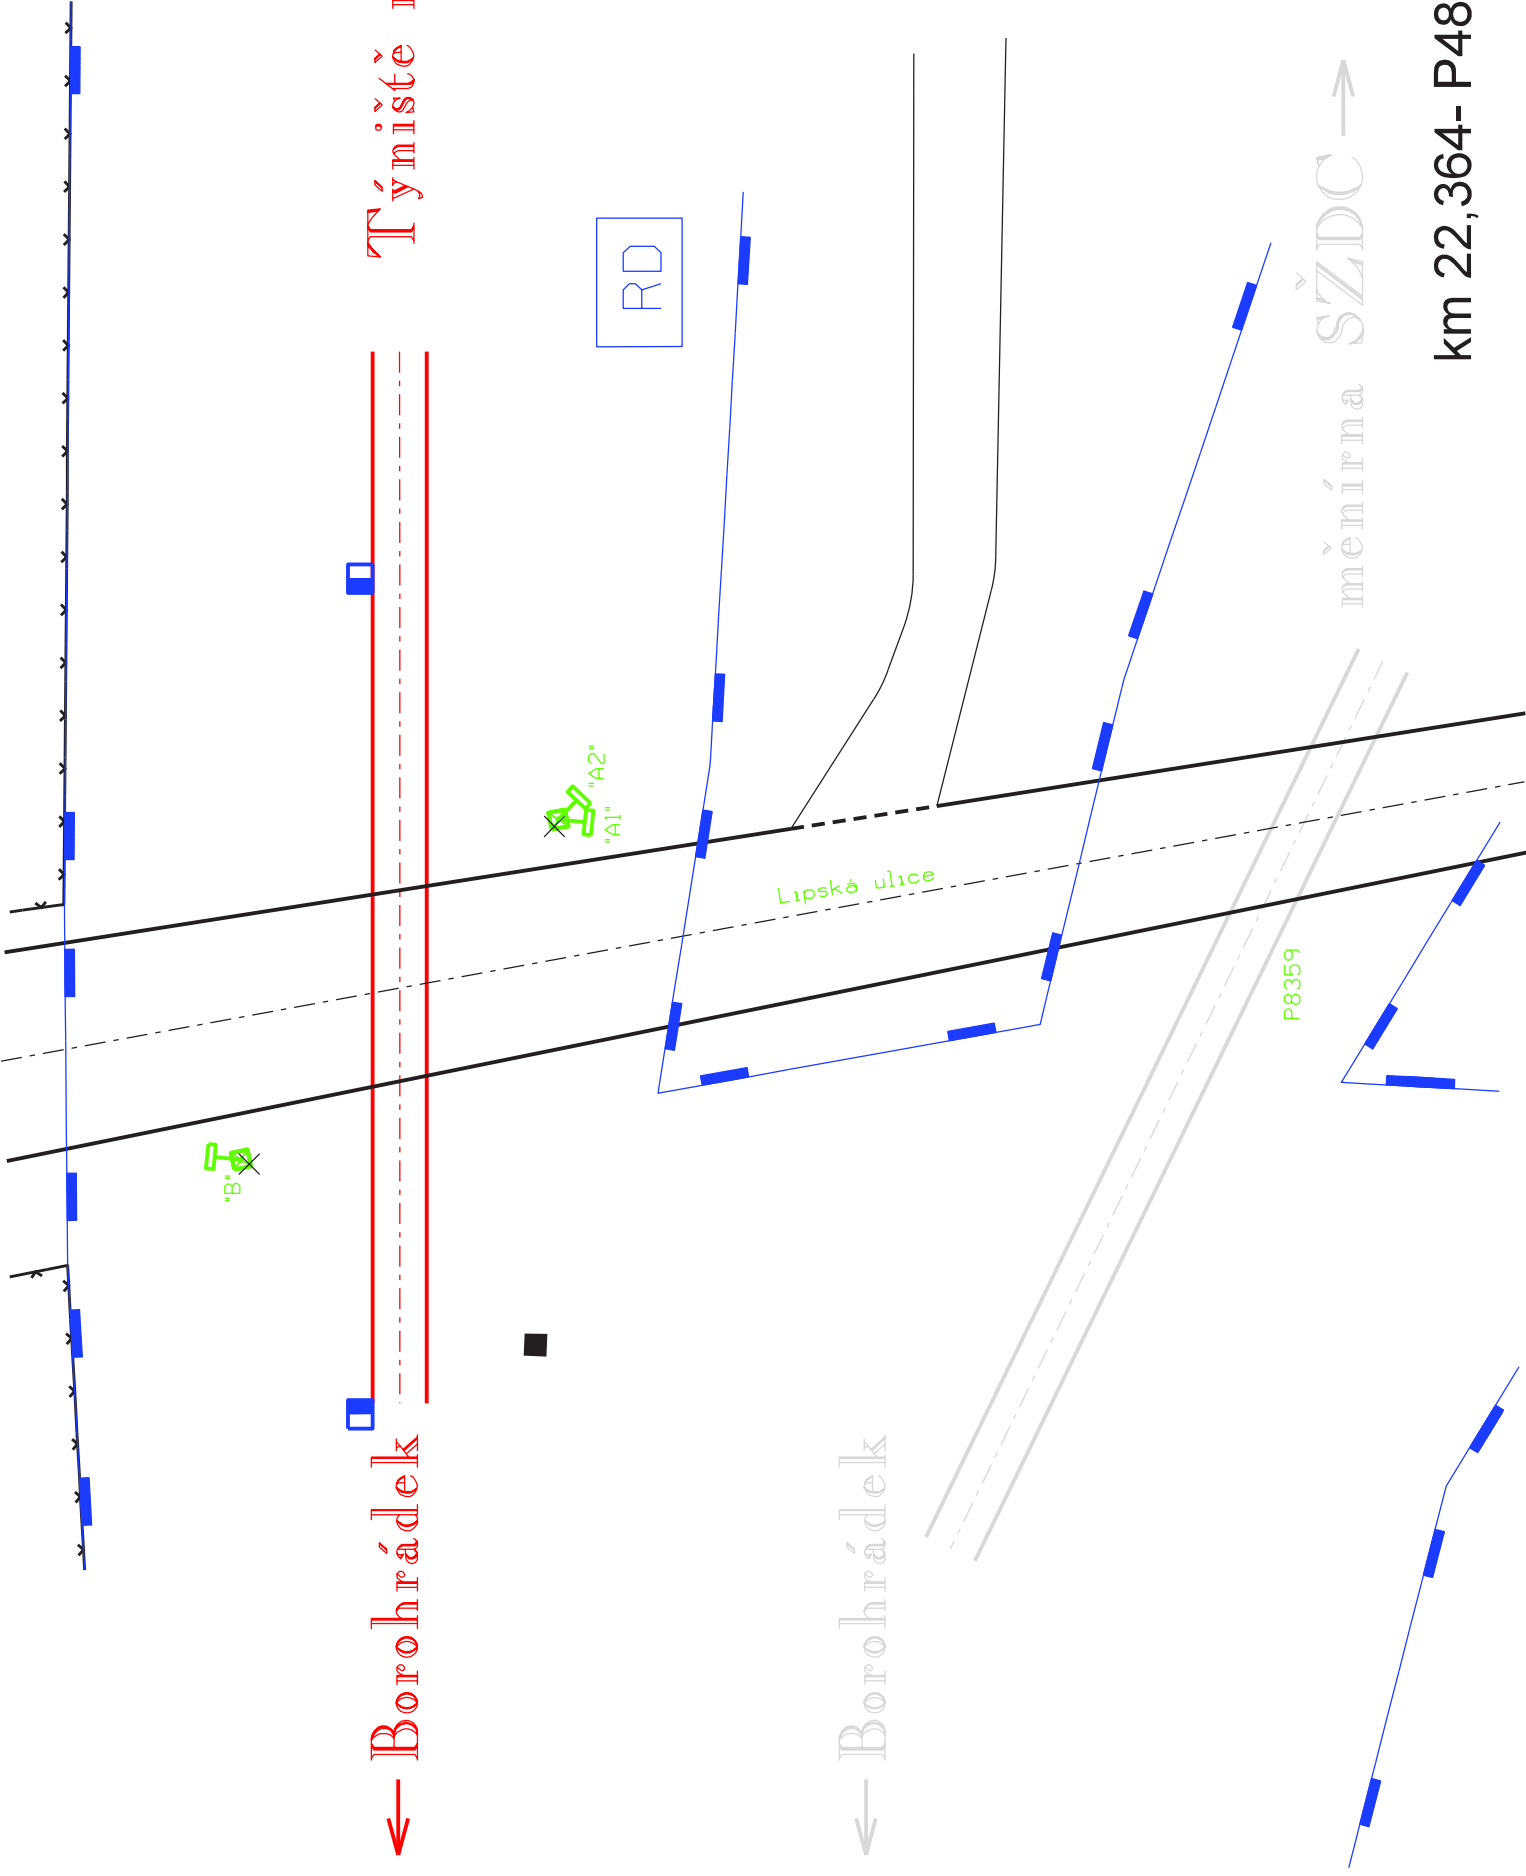 km 22,364- P48
Týniště
RD
měnírna SŽDC
"A2"
"A1"
Lipská ulice
P8359
"B"
Borohrádek
Borohrádek